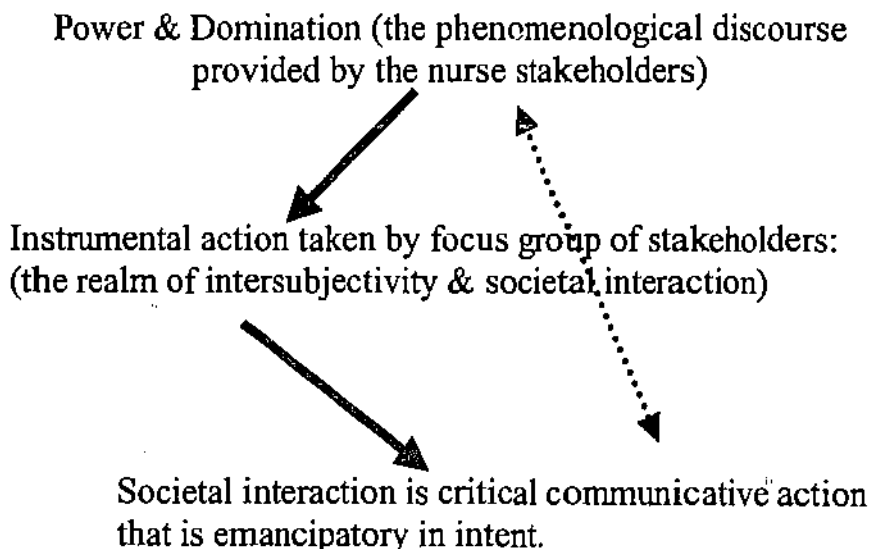 Power & Domination (the phenomenological discourse
provided by the nurse stakeholders)
Instrumental action taken by focus group of stakeholders:
(the realm of intersubjectivity & societal interaction)
Societal interaction is critical communicative action
that is emancipatory in intent.